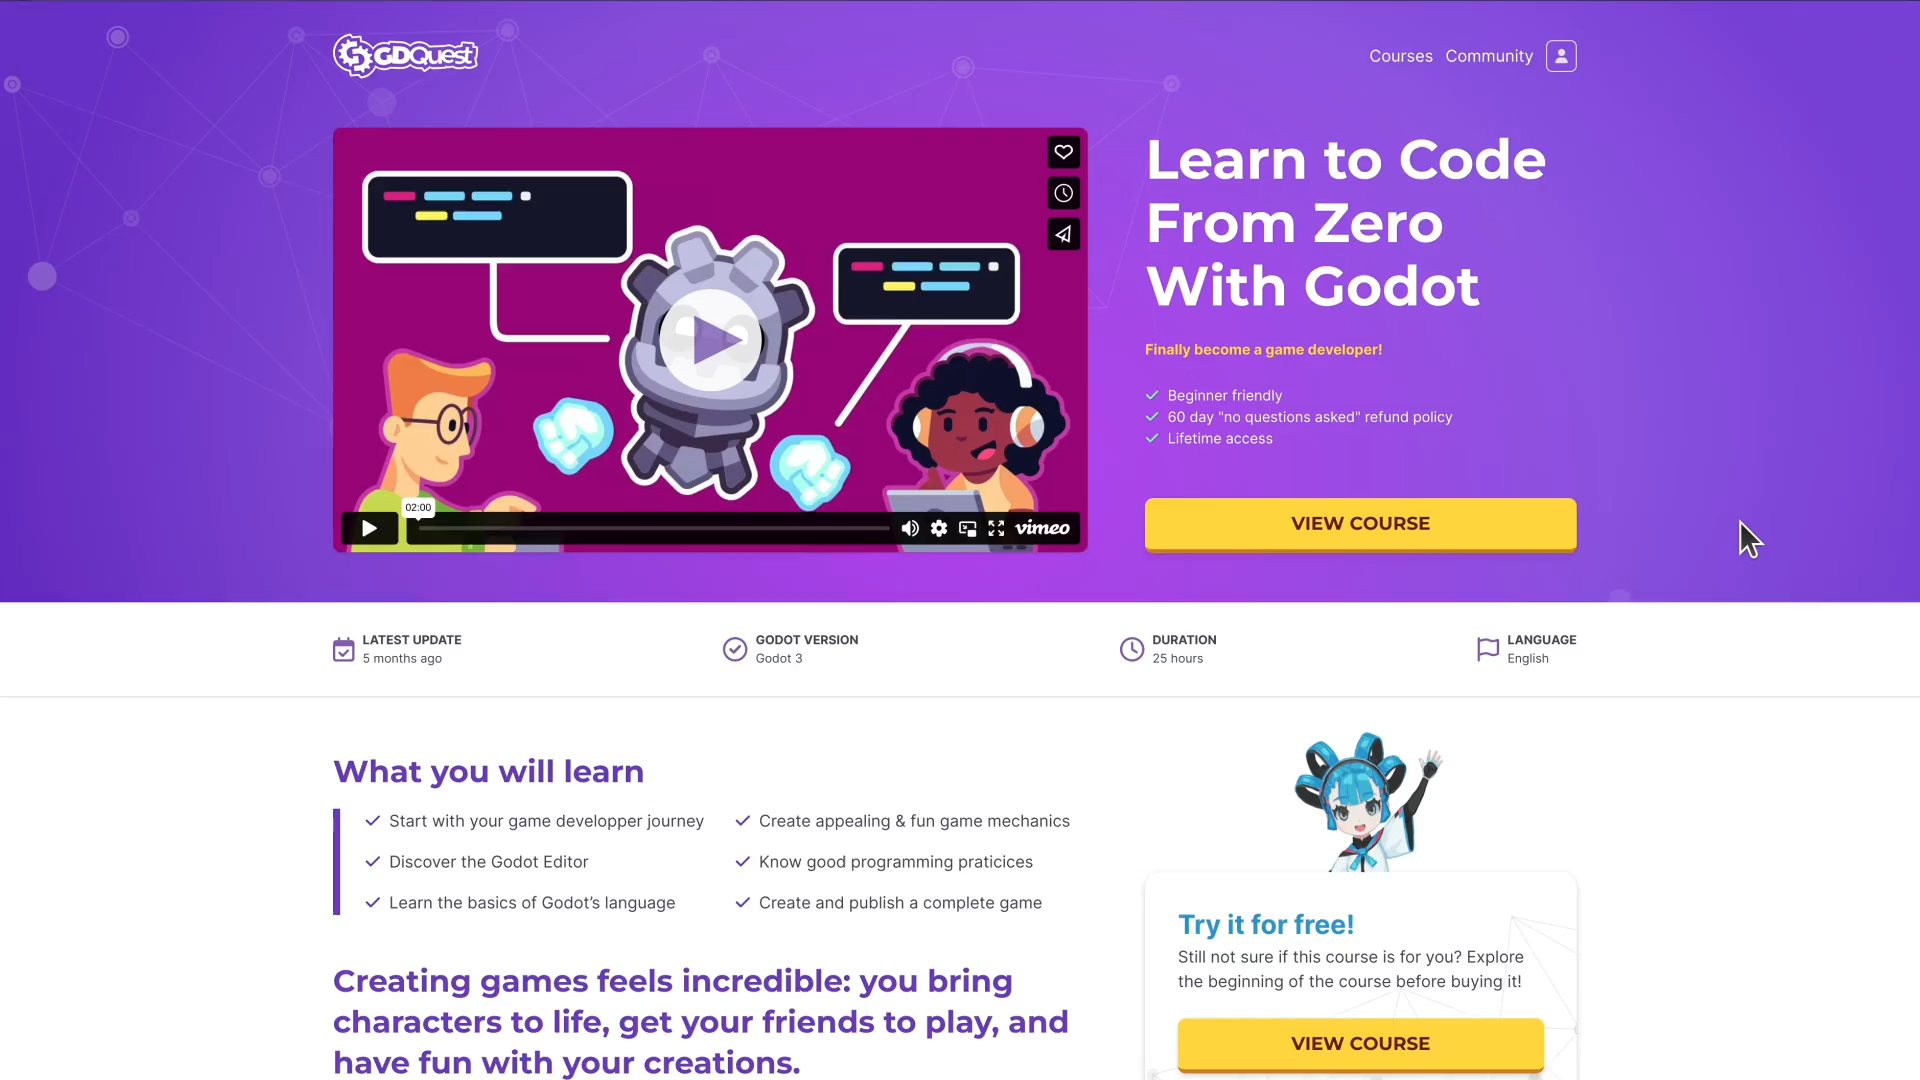 GDQuest
Courses Community
Learn to Code
From Zero
With Godot
Finally become a game developer!
Beginner friendly
60 day "no questions asked" refund policy
Lifetime access
VIEW COURSE
02:00
vimeo
LATEST UPDATE
5 months ago
GODOT VERSION
Godot 3
DURATION
25 hours
LANGUAGE
English
What you will learn
Start with your game developper journey
Discover the Godot Editor
Learn the basics of Godot’s language
Create appealing & fun game mechanics
Know good programming praticices
Create and publish a complete game
Creating games feels incredible: you bring
characters to life, get your friends to play, and
have fun with your creations.
Try it for free!
Still not sure if this course is for you? Explore
the beginning of the course before buying it!
VIEW COURSE